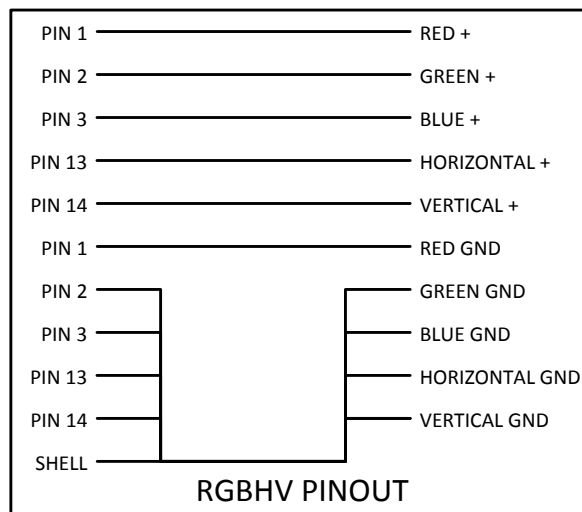 PIN 1 RED +
PIN 2 GREEN +
PIN 3 BLUE +
PIN 13 HORIZONTAL +
PIN 14 VERTICAL +
PIN 1 RED GND
PIN 2 GREEN GND
PIN 3 BLUE GND
PIN 13 HORIZONTAL GND
PIN 14 VERTICAL GND
SHELL
RGBHV PINOUT